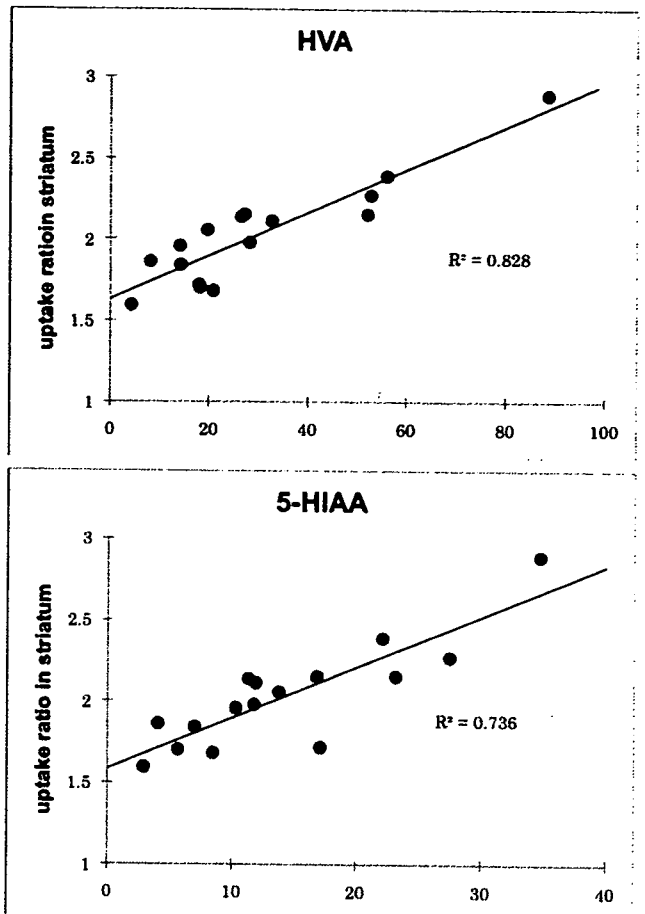 HVA
3
2.5
2
1.5
1
uptake ratioin striatum
R² = 0.828
0 20 40 60 80 100
5-HIAA
3
2.5
2
1.5
1
uptake ratio in striatum
R² = 0.736
0 10 20 30 40